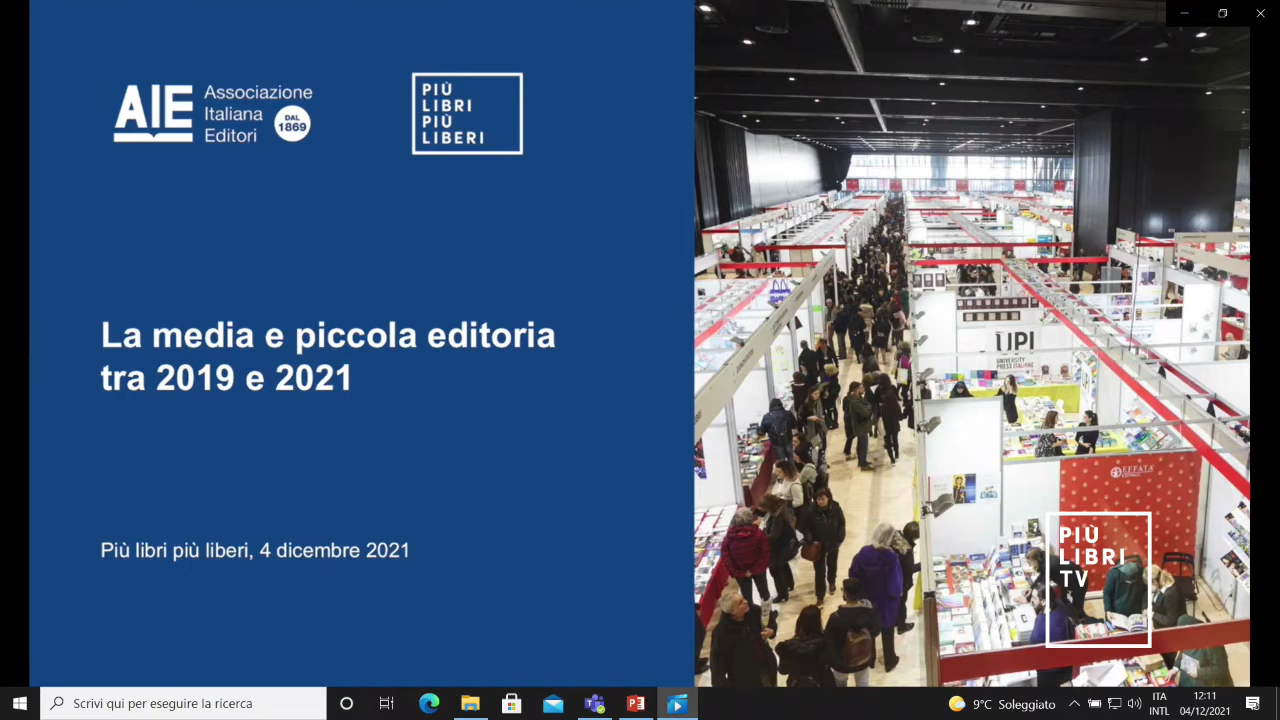 AIE
Associazione
Italiana
Editori
DAL
1869
PIÙ
LIBRI
PIÙ
LIBERI
La media e piccola editoria
tra 2019 e 2021
Più libri più liberi, 4 dicembre 2021
UPI
UNIVERSITY
PRESS ITALIANE
EFFATÀ
PIÙ
LIBRI
TV
Scrivi qui per eseguire la ricerca
9°C Soleggiato
ITA
INTL
12:11
04/12/2021